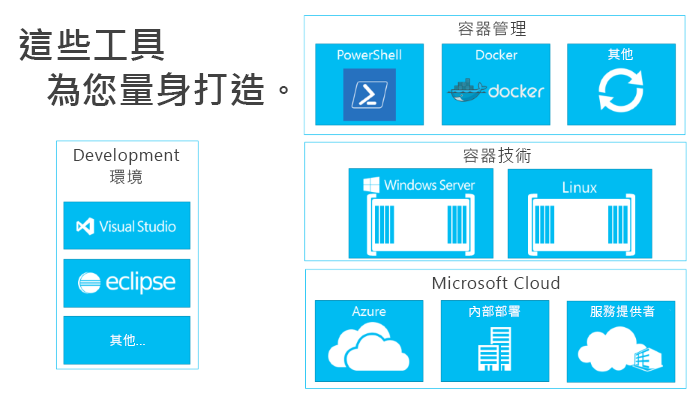 這些工具
為您量身打造。
Development
環境
Visual Studio
eclipse
其他...
容器管理
PowerShell
Docker
docker
其他
容器技術
Windows Server
Linux
Microsoft Cloud
Azure
內部部署
服務提供者